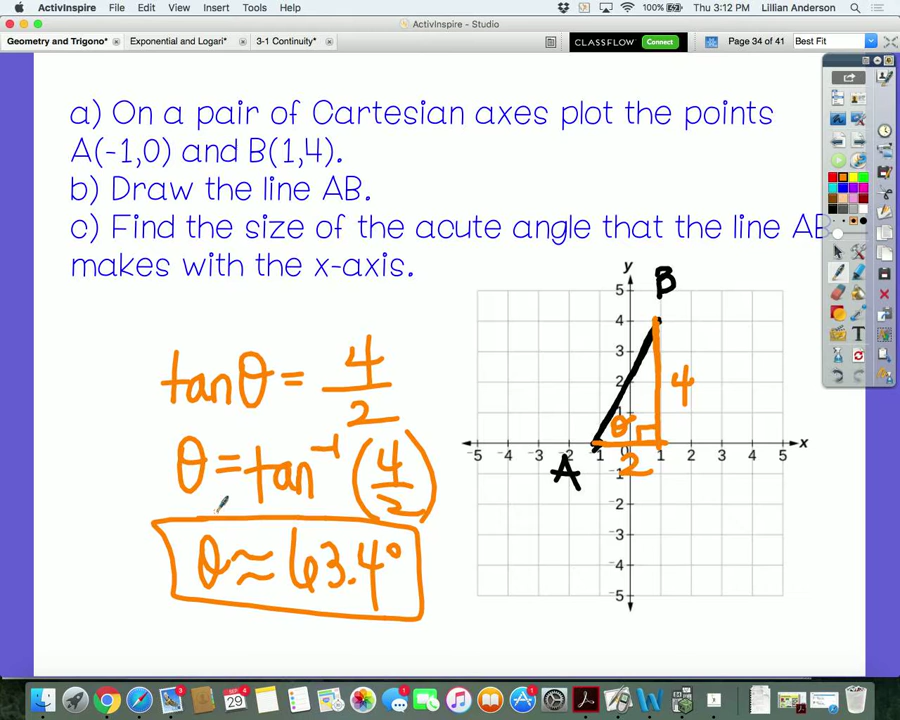 ActivInspire File Edit View Insert Tools Help 100% Thu 3:12 PM Lillian Anderson
ActivInspire - Studio
Geometry and Trigono* Exponential and Logari* 3-1 Continuity* CLASSFLOW Connect Page 34 of 41 Best Fit
a) On a pair of Cartesian axes plot the points
A(-1,0) and B(1,4).
b) Draw the line AB.
c) Find the size of the acute angle that the line AB
makes with the x-axis.
tanθ = 4/2
θ = tan⁻¹(4/2)
θ ≈ 63.4°
y
B
5
4
3
2
1
θ
4
-5 -4 -3 -2 -1 0 1 2 3 4 5 x
A
2
-1
-2
-3
-4
-5
T
SEP
29